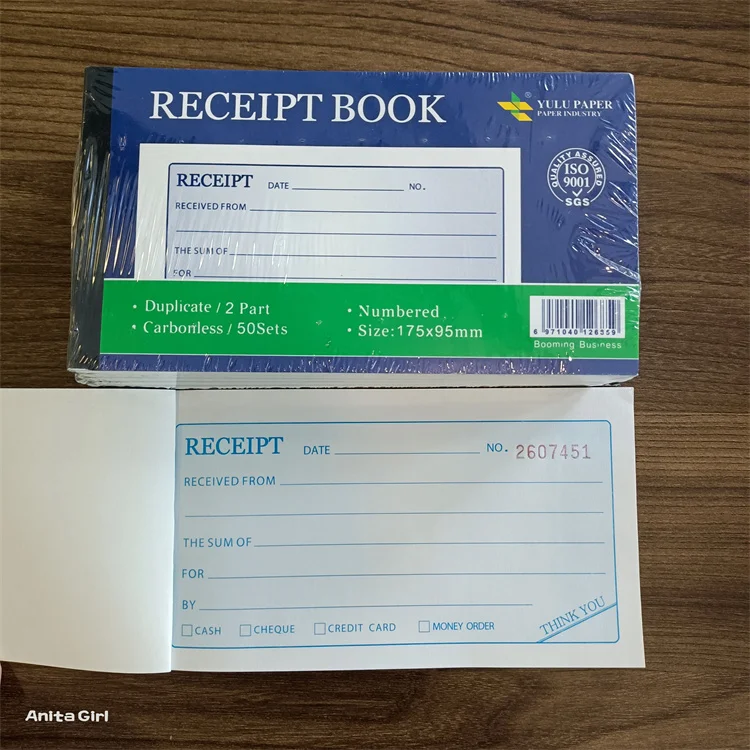 RECEIPT BOOK
YULU PAPER
PAPER INDUSTRY
QUALITY ASSURED
ISO
9001
SGS
RECEIPT DATE NO.
RECEIVED FROM
THE SUM OF
FOR
• Duplicate / 2 Part
• Carbonless / 50Sets
• Numbered
• Size:175x95mm
6 971040 126359
Booming Business
RECEIPT DATE NO. 2607451
RECEIVED FROM
THE SUM OF
FOR
BY
CASH CHEQUE CREDIT CARD MONEY ORDER
THANK YOU
Anita Girl